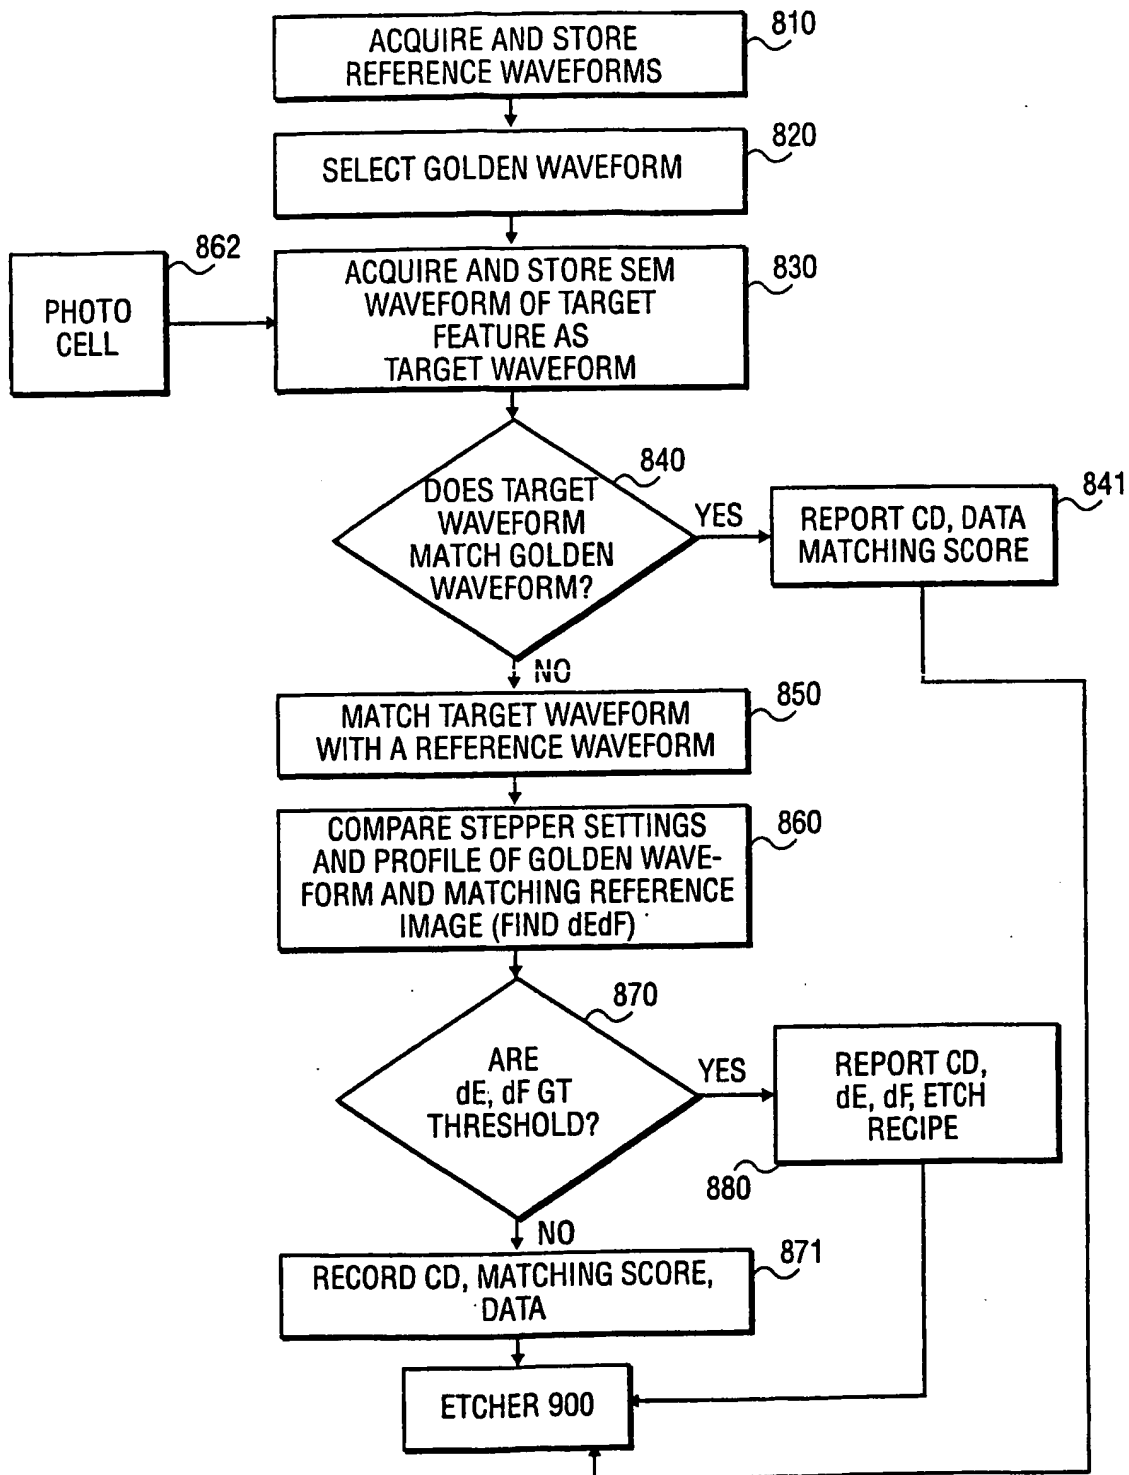 ACQUIRE AND STORE
REFERENCE WAVEFORMS
810
SELECT GOLDEN WAVEFORM
820
PHOTO
CELL
862
ACQUIRE AND STORE SEM
WAVEFORM OF TARGET
FEATURE AS
TARGET WAVEFORM
830
DOES TARGET
WAVEFORM
MATCH GOLDEN
WAVEFORM?
840
YES
REPORT CD, DATA
MATCHING SCORE
841
NO
MATCH TARGET WAVEFORM
WITH A REFERENCE WAVEFORM
850
COMPARE STEPPER SETTINGS
AND PROFILE OF GOLDEN WAVE-
FORM AND MATCHING REFERENCE
IMAGE (FIND dEdF)
860
ARE
dE, dF GT
THRESHOLD?
870
YES
REPORT CD,
dE, dF, ETCH
RECIPE
880
NO
RECORD CD, MATCHING SCORE,
DATA
871
ETCHER 900